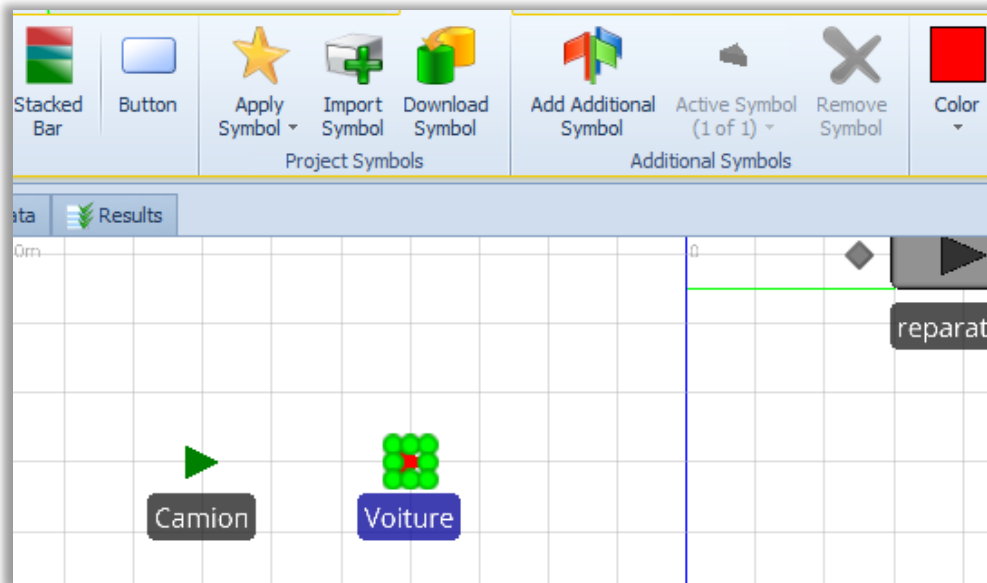 Stacked
Bar
Button
Apply
Symbol
Import
Symbol
Download
Symbol
Add Additional
Symbol
Active Symbol
(1 of 1)
Remove
Symbol
Color
Project Symbols
Additional Symbols
ata
Results
0m
0
reparat
Camion
Voiture